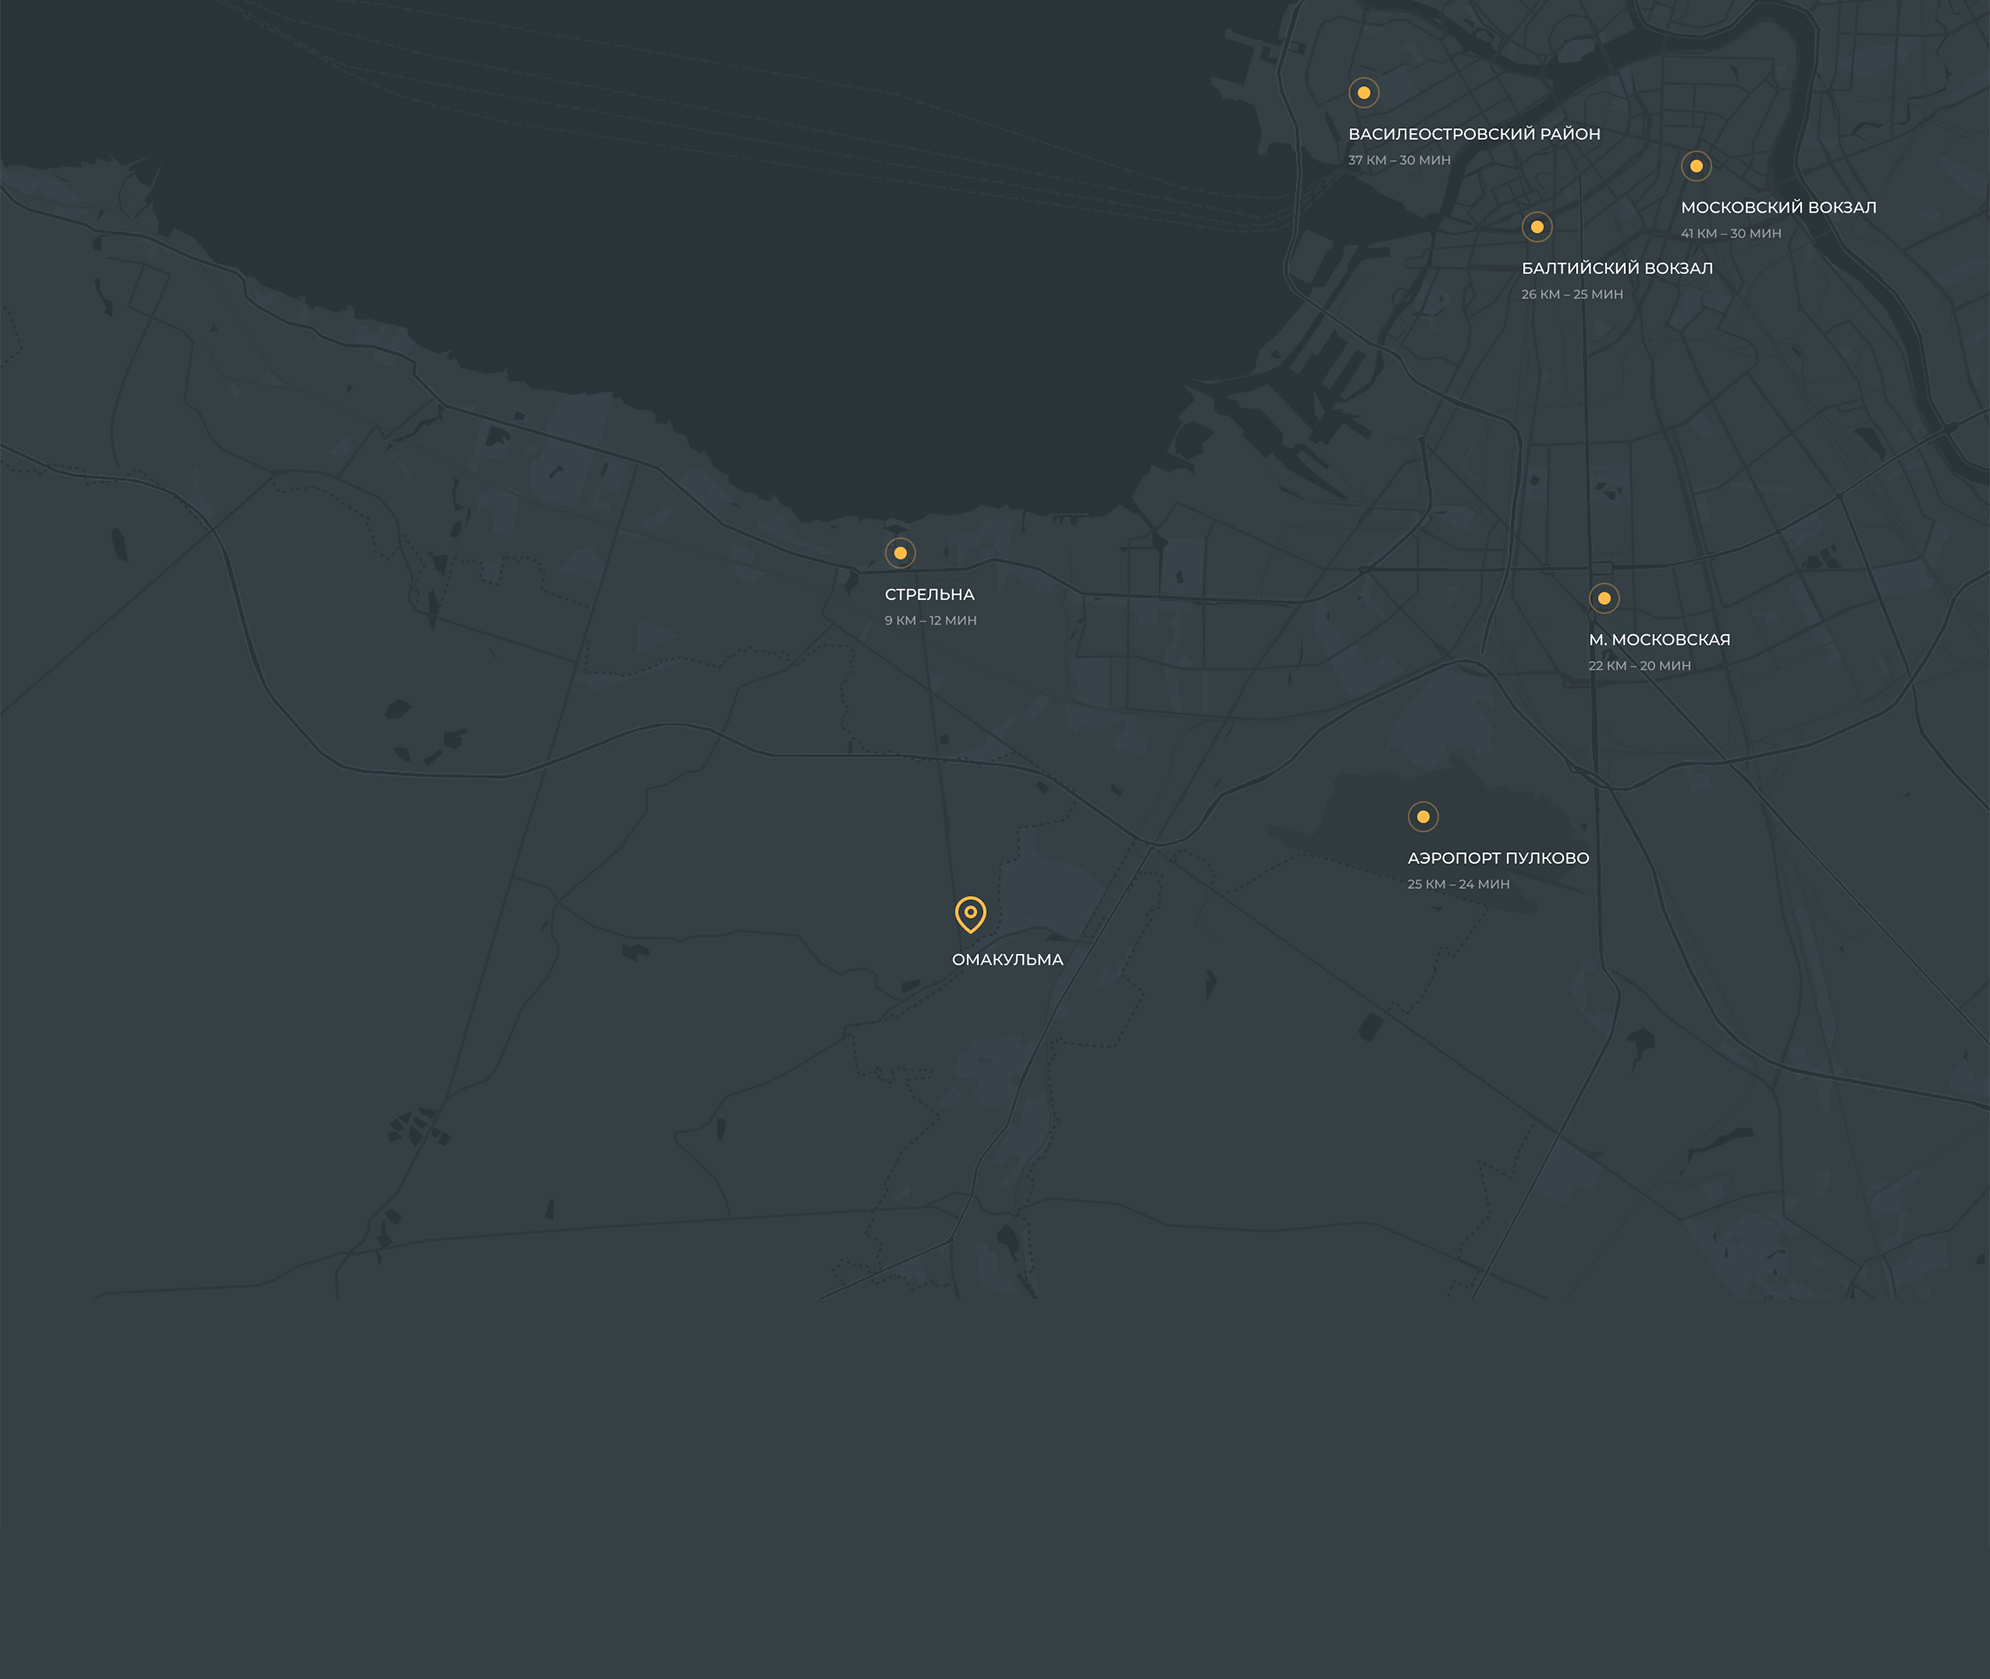 ВАСИЛЕОСТРОВСКИЙ РАЙОН
37 КМ – 30 МИН
МОСКОВСКИЙ ВОКЗАЛ
41 КМ – 30 МИН
БАЛТИЙСКИЙ ВОКЗАЛ
26 КМ – 25 МИН
СТРЕЛЬНА
9 КМ – 12 МИН
М. МОСКОВСКАЯ
22 КМ – 20 МИН
АЭРОПОРТ ПУЛКОВО
25 КМ – 24 МИН
ОМАКУЛЬМА